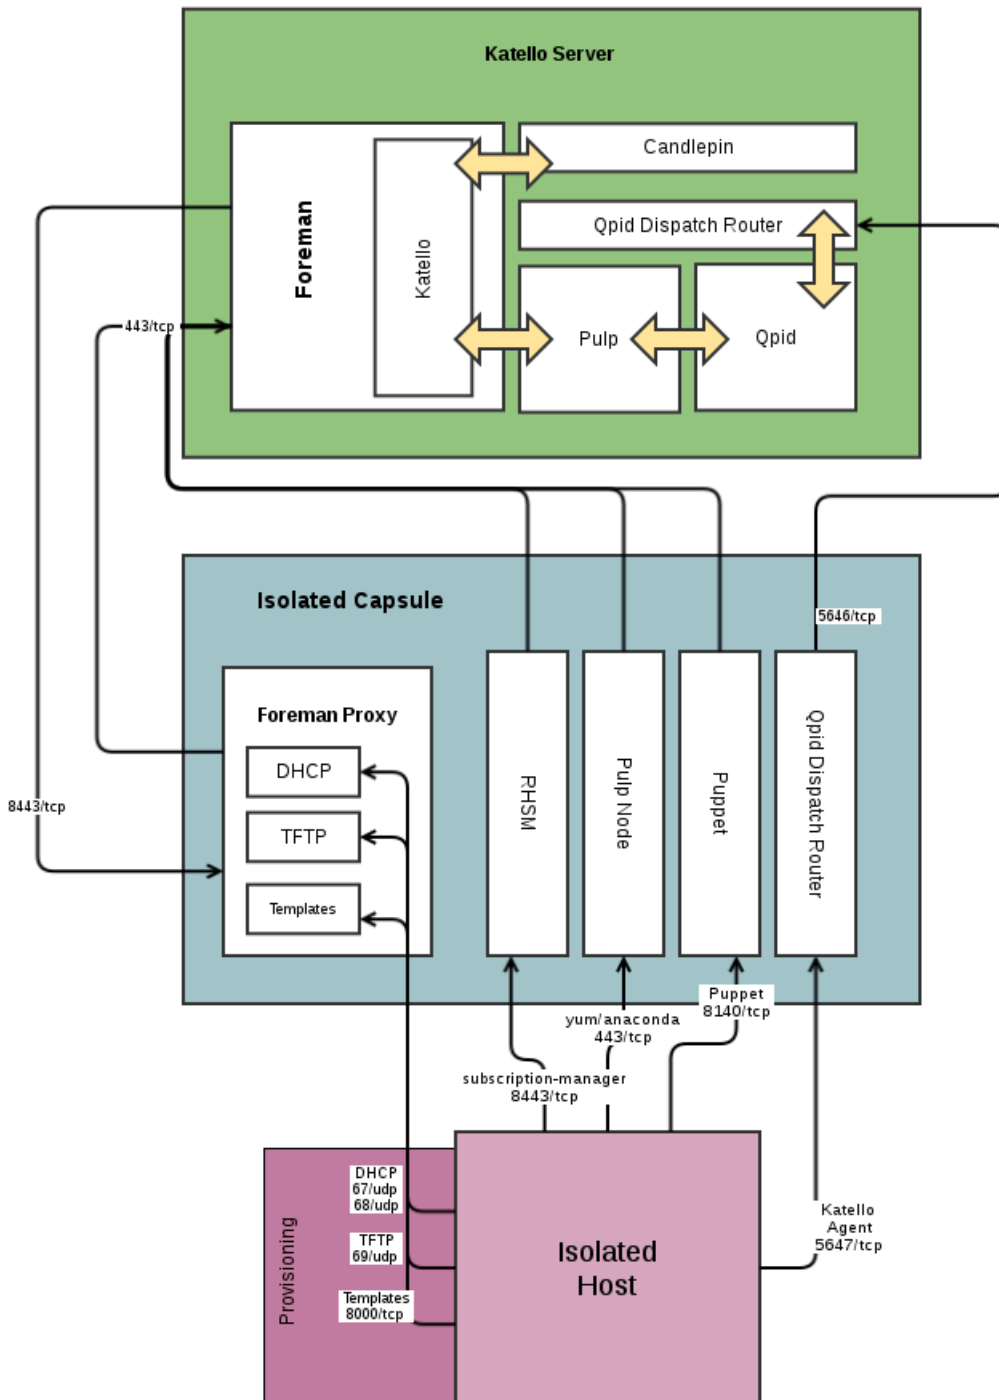 Katello Server
Candlepin
Foreman
Katello
Qpid Dispatch Router
443/tcp
Pulp
Qpid
Isolated Capsule
5646/tcp
Foreman Proxy
DHCP
TFTP
Templates
RHSM
Pulp Node
Puppet
Qpid Dispatch Router
8443/tcp
Puppet
8140/tcp
yum/anaconda
443/tcp
subscription-manager
8443/tcp
DHCP
67/udp
68/udp
TFTP
69/udp
Templates
8000/tcp
Provisioning
Isolated
Host
Katello
Agent
5647/tcp